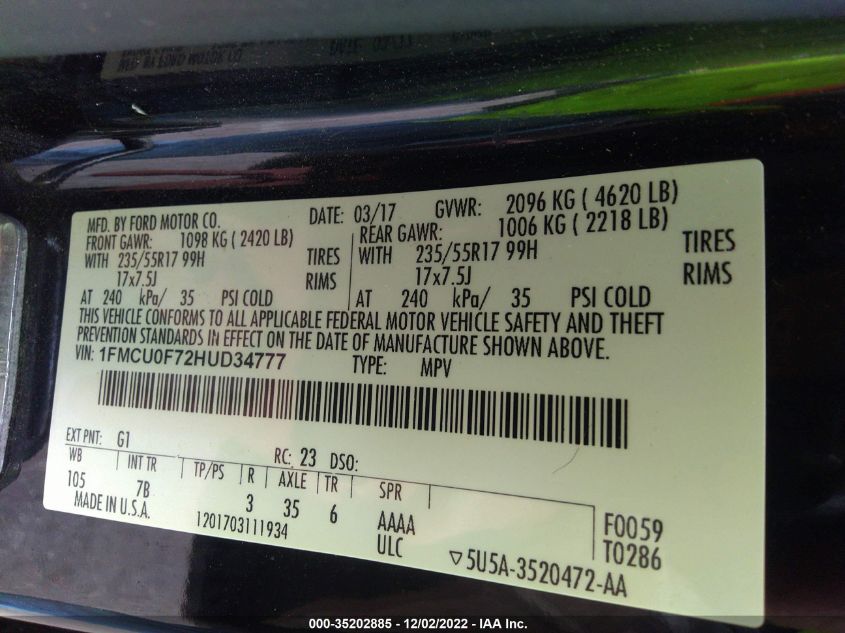 MFD. BY FORD MOTOR CO. DATE: 03/17 GVWR: 2096 KG ( 4620 LB)
FRONT GAWR: 1098 KG ( 2420 LB) REAR GAWR: 1006 KG ( 2218 LB)
WITH 235/55R17 99H TIRES WITH 235/55R17 99H TIRES
17x7.5J RIMS 17x7.5J RIMS
AT 240 kPa/ 35 PSI COLD AT 240 kPa/ 35 PSI COLD
THIS VEHICLE CONFORMS TO ALL APPLICABLE FEDERAL MOTOR VEHICLE SAFETY AND THEFT
PREVENTION STANDARDS IN EFFECT ON THE DATE OF MANUFACTURE SHOWN ABOVE.
VIN: 1FMCU0F72HUD34777 TYPE: MPV
EXT PNT: G1 RC: 23 DSO:
WB INT TR TP/PS R AXLE TR SPR
105 7B 3 35 6 AAAA F0059
MADE IN U.S.A. 1201703111934 ULC T0286
▽5U5A-3520472-AA
000-35202885 - 12/02/2022 - IAA Inc.